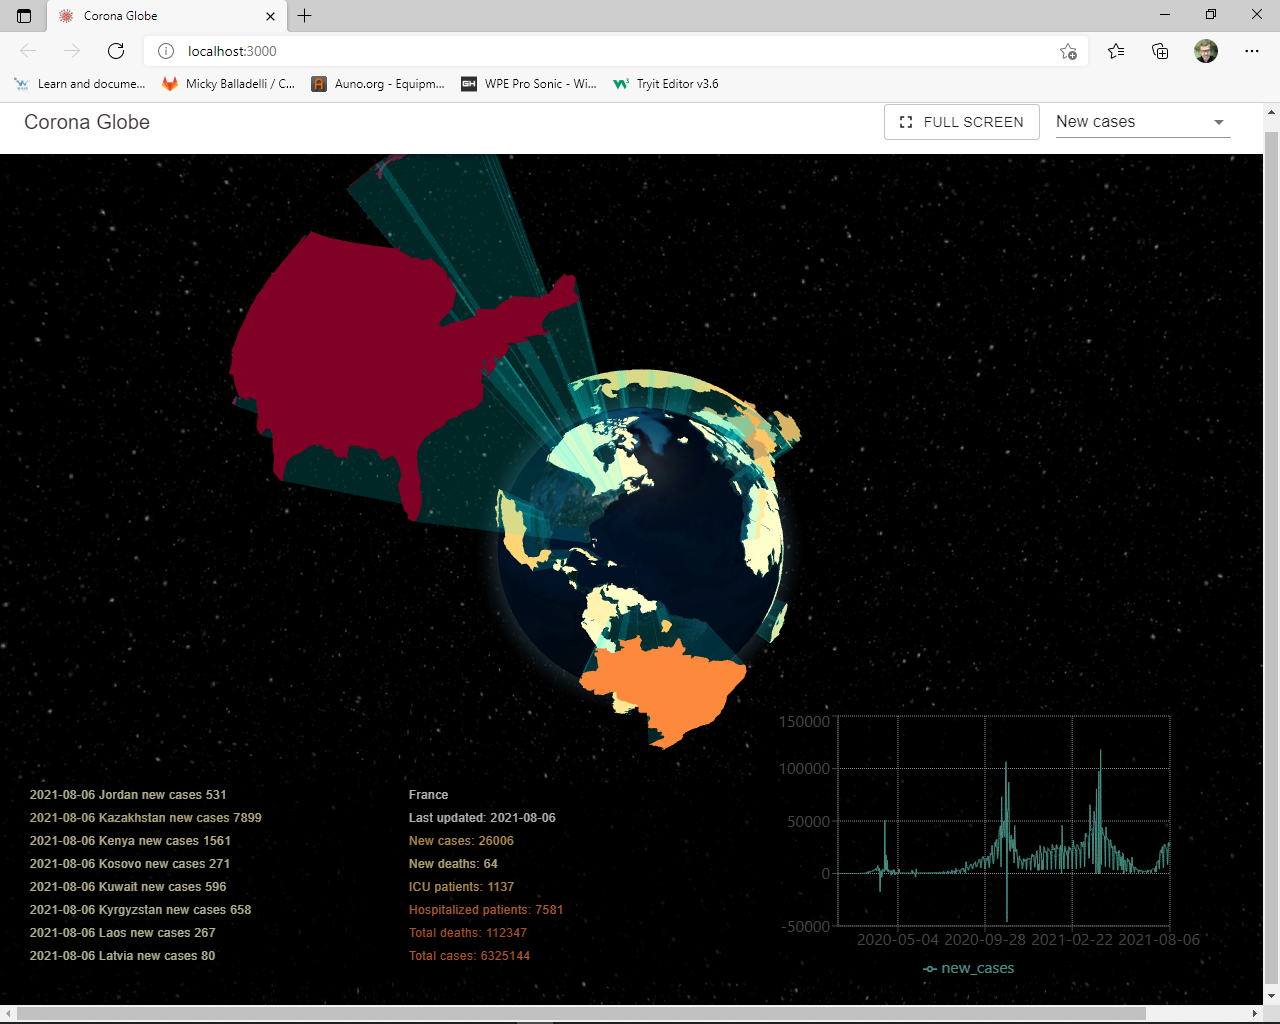 Corona Globe
localhost:3000
Learn and docume...
Micky Balladelli / C...
Auno.org - Equipm...
GH
WPE Pro Sonic - Wi...
Tryit Editor v3.6
Corona Globe
FULL SCREEN
New cases
2021-08-06 Jordan new cases 531
2021-08-06 Kazakhstan new cases 7899
2021-08-06 Kenya new cases 1561
2021-08-06 Kosovo new cases 271
2021-08-06 Kuwait new cases 596
2021-08-06 Kyrgyzstan new cases 658
2021-08-06 Laos new cases 267
2021-08-06 Latvia new cases 80
France
Last updated: 2021-08-06
New cases: 26006
New deaths: 64
ICU patients: 1137
Hospitalized patients: 7581
Total deaths: 112347
Total cases: 6325144
150000
100000
50000
0
-50000
2020-05-04 2020-09-28 2021-02-22 2021-08-06
new_cases